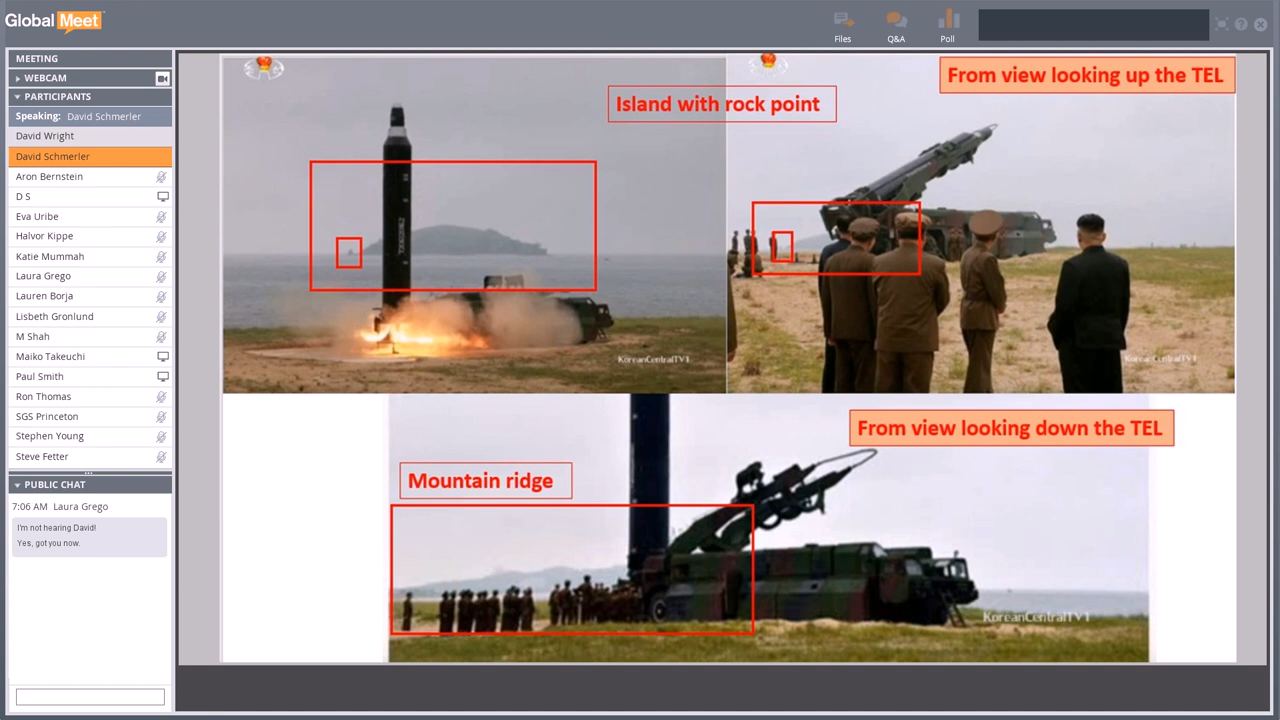 Global Meet
Files
Q&A
Poll
MEETING
WEBCAM
PARTICIPANTS
Speaking: David Schmerler
David Wright
David Schmerler
Aron Bernstein
D S
Eva Uribe
Halvor Kippe
Katie Mummah
Laura Grego
Lauren Borja
Lisbeth Gronlund
M Shah
Maiko Takeuchi
Paul Smith
Ron Thomas
SGS Princeton
Stephen Young
Steve Fetter
PUBLIC CHAT
7:06 AM Laura Grego
I'm not hearing David!
Yes, got you now.
Island with rock point
From view looking up the TEL
KoreanCentralTV1
KoreanCentralTV1
From view looking down the TEL
Mountain ridge
KoreanCentralTV1